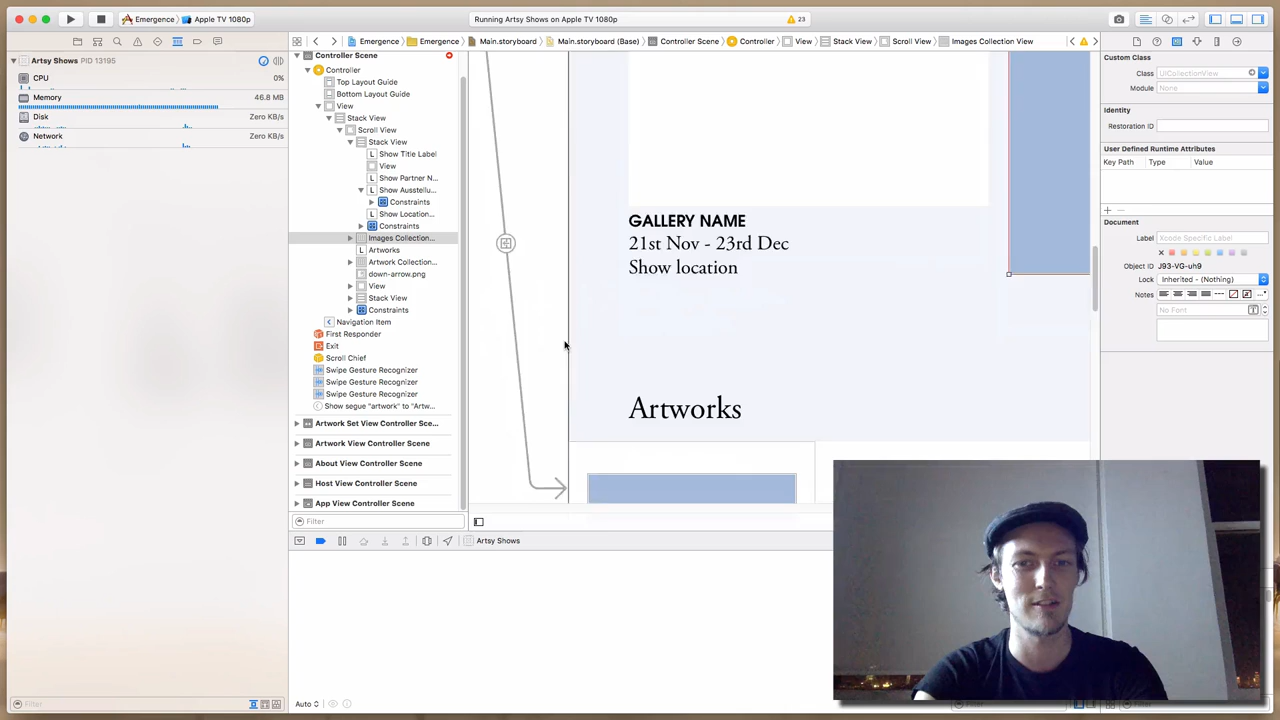 Emergence
Apple TV 1080p
Running Artsy Shows on Apple TV 1080p
23
Emergence
Emergence
Main.storyboard
Main.storyboard (Base)
Controller Scene
Controller
View
Stack View
Scroll View
Images Collection View
Artsy Shows PID 13195
CPU
0%
Memory
46.8 MB
Disk
Zero KB/s
Network
Zero KB/s
Filter
Controller Scene
Controller
Top Layout Guide
Bottom Layout Guide
View
Stack View
Scroll View
Stack View
L Show Title Label
View
L Show Partner N...
L Show Ausstellu...
Constraints
L Show Location...
Constraints
Images Collection...
L Artworks
Artwork Collection...
down-arrow.png
View
Stack View
Constraints
Navigation Item
First Responder
Exit
Scroll Chief
Swipe Gesture Recognizer
Swipe Gesture Recognizer
Swipe Gesture Recognizer
Show segue "artwork" to "Artw...
Artwork Set View Controller Sce...
Artwork View Controller Scene
About View Controller Scene
Host View Controller Scene
App View Controller Scene
Filter
GALLERY NAME
21st Nov - 23rd Dec
Show location
Artworks
Artsy Shows
Auto
Custom Class
Class UICollectionView
Module None
Identity
Restoration ID
User Defined Runtime Attributes
Key Path Type Value
Document
Label Xcode Specific Label
Object ID J93-VG-uh9
Lock Inherited - (Nothing)
Notes
No Font